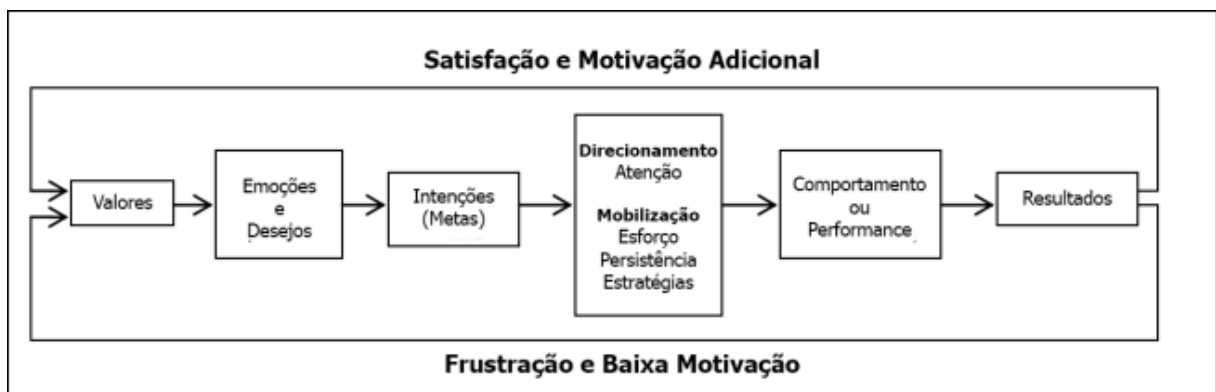 Satisfação e Motivação Adicional
Valores
Emoções
e
Desejos
Intenções
(Metas)
Direcionamento
Atenção
Mobilização
Esforço
Persistência
Estratégias
Comportamento
ou
Performance
Resultados
Frustração e Baixa Motivação